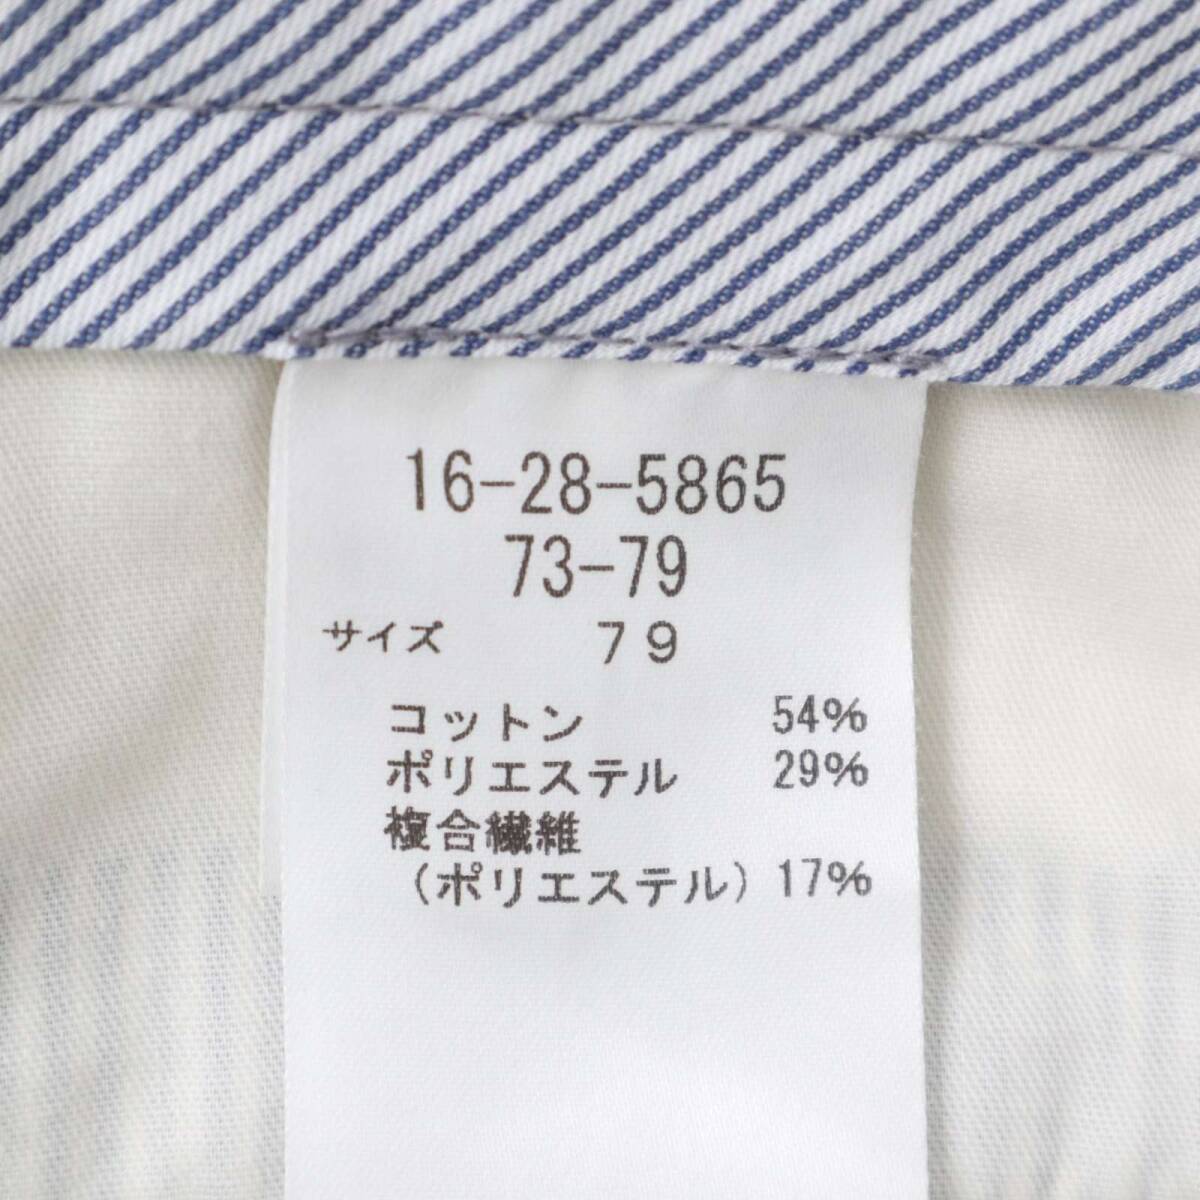 16-28-5865
73-79
サイズ 79
コットン 54%
ポリエステル 29%
複合繊維
(ポリエステル) 17%